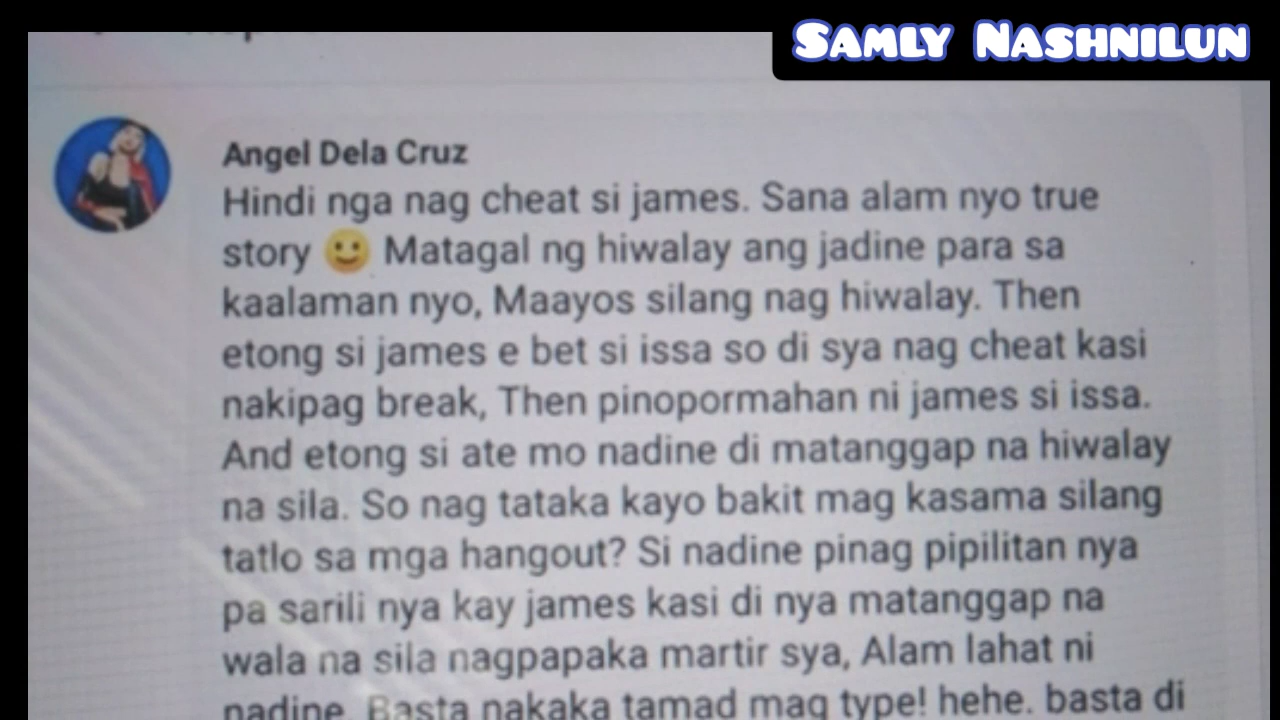 SAMLY NASHNILUN
Angel Dela Cruz
Hindi nga nag cheat si james. Sana alam nyo true
story 🙂 Matagal ng hiwalay ang jadine para sa
kaalaman nyo, Maayos silang nag hiwalay. Then
etong si james e bet si issa so di sya nag cheat kasi
nakipag break, Then pinopormahan ni james si issa.
And etong si ate mo nadine di matanggap na hiwalay
na sila. So nag tataka kayo bakit mag kasama silang
tatlo sa mga hangout? Si nadine pinag pipilitan nya
pa sarili nya kay james kasi di nya matanggap na
wala na sila nagpapaka martir sya, Alam lahat ni
nadine. Basta nakaka tamad mag type! hehe. basta di